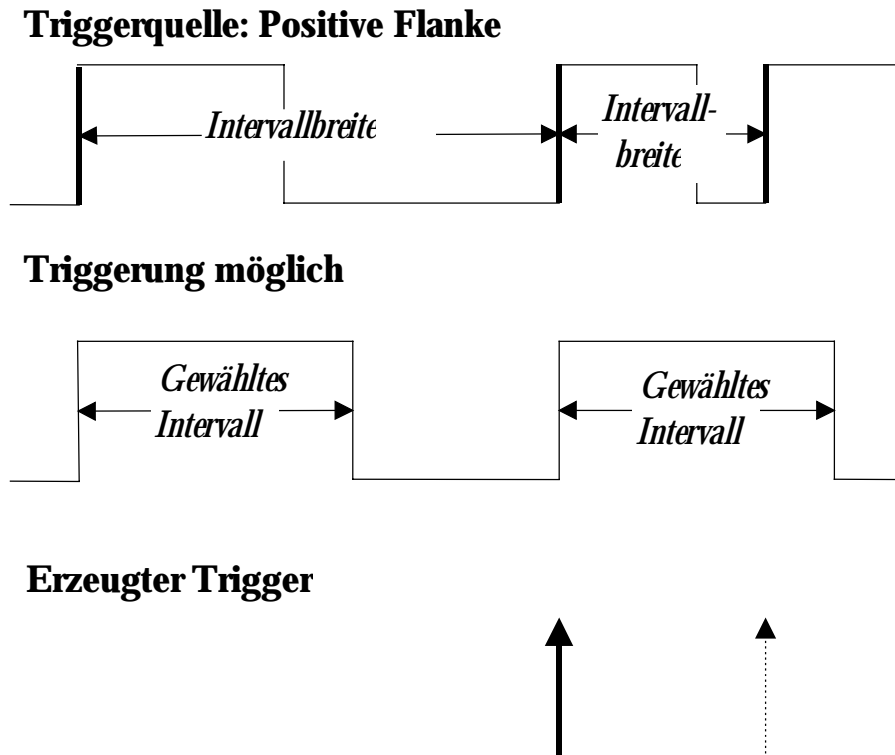 Triggerquelle: Positive Flanke
Intervallbreite
Intervall-
breite
Triggerung möglich
Gewähltes
Intervall
Gewähltes
Intervall
Erzeugter Trigger